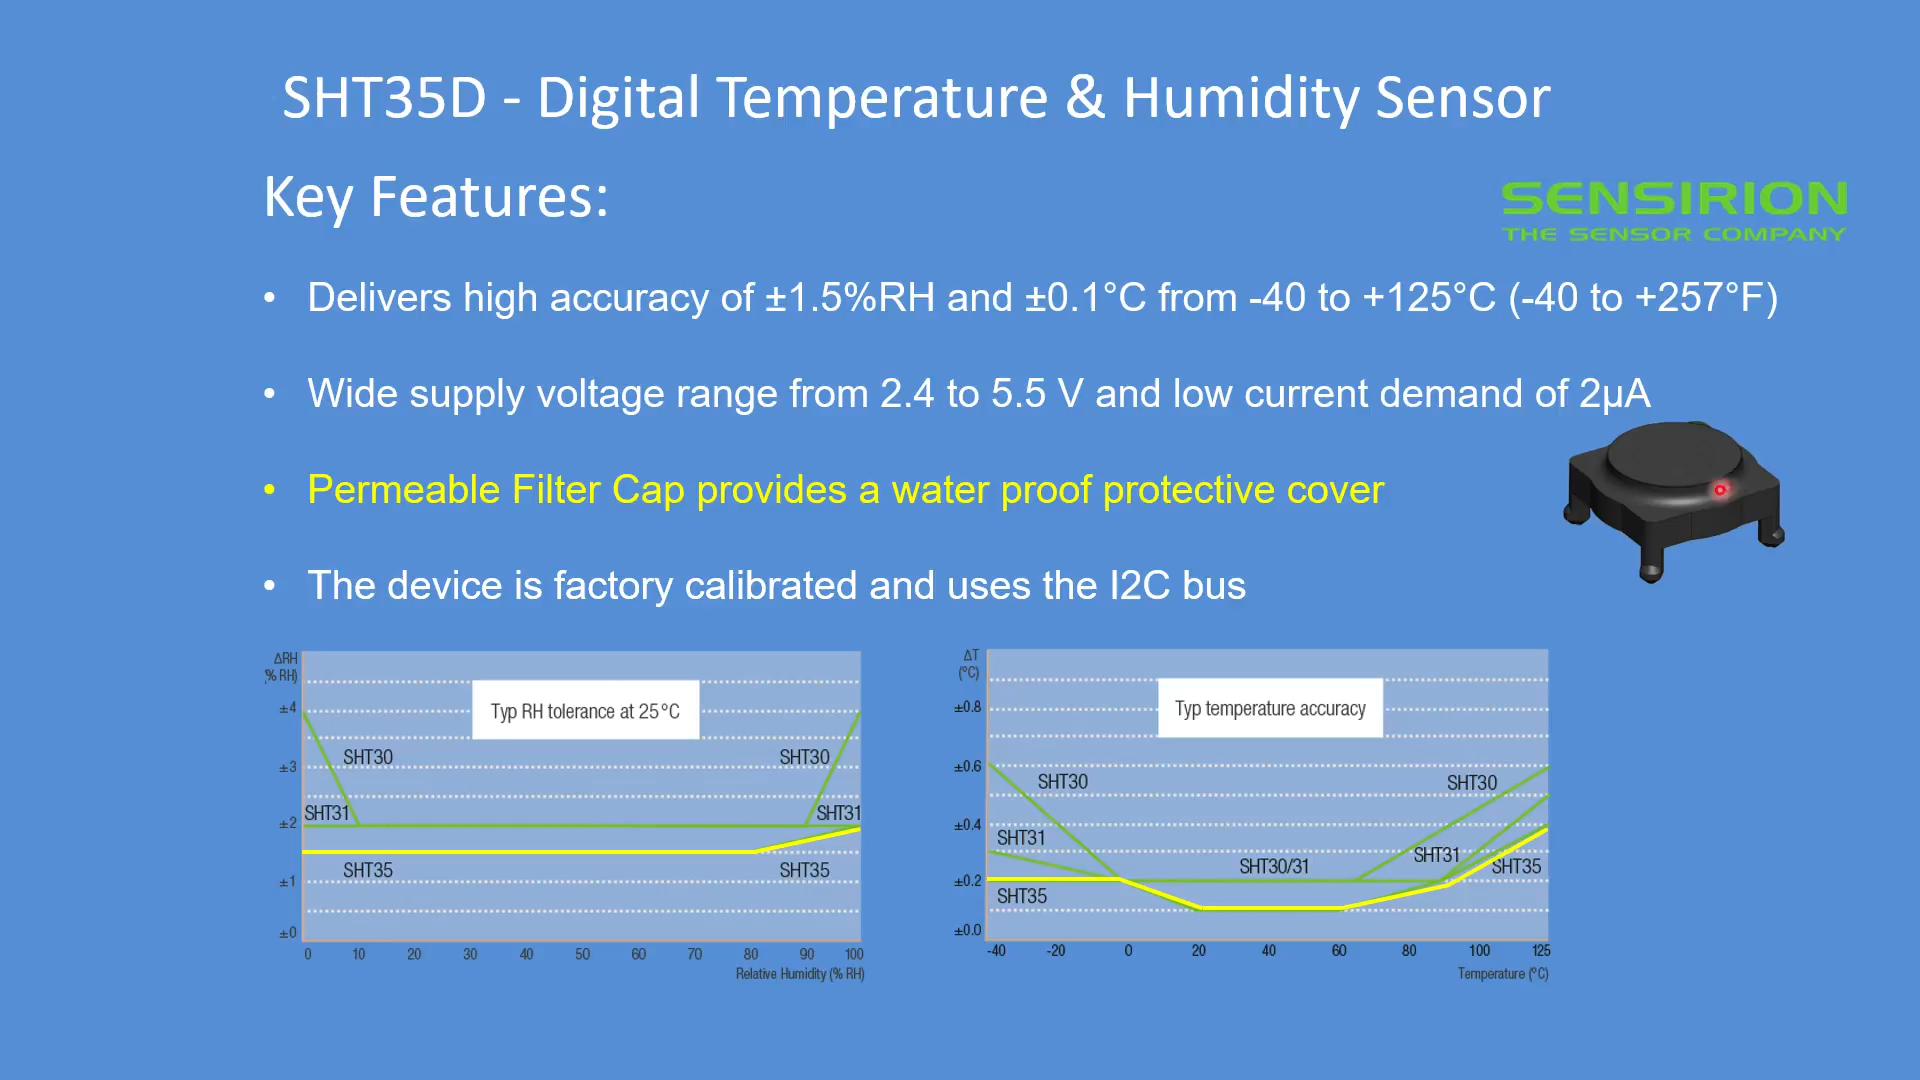 SHT35D - Digital Temperature & Humidity Sensor
Key Features:
SENSIRION
THE SENSOR COMPANY
• Delivers high accuracy of ±1.5%RH and ±0.1°C from -40 to +125°C (-40 to +257°F)
• Wide supply voltage range from 2.4 to 5.5 V and low current demand of 2µA
• Permeable Filter Cap provides a water proof protective cover
• The device is factory calibrated and uses the I2C bus
ΔRH
(% RH)
±4
±3
±2
±1
±0
Typ RH tolerance at 25°C
SHT30
SHT30
SHT31
SHT31
SHT35
SHT35
0 10 20 30 40 50 60 70 80 90 100
Relative Humidity (% RH)
ΔT
(°C)
±0.8
±0.6
±0.4
±0.2
±0.0
Typ temperature accuracy
SHT30
SHT30
SHT31
SHT31
SHT30/31
SHT35
SHT35
-40 -20 0 20 40 60 80 100 125
Temperature (°C)